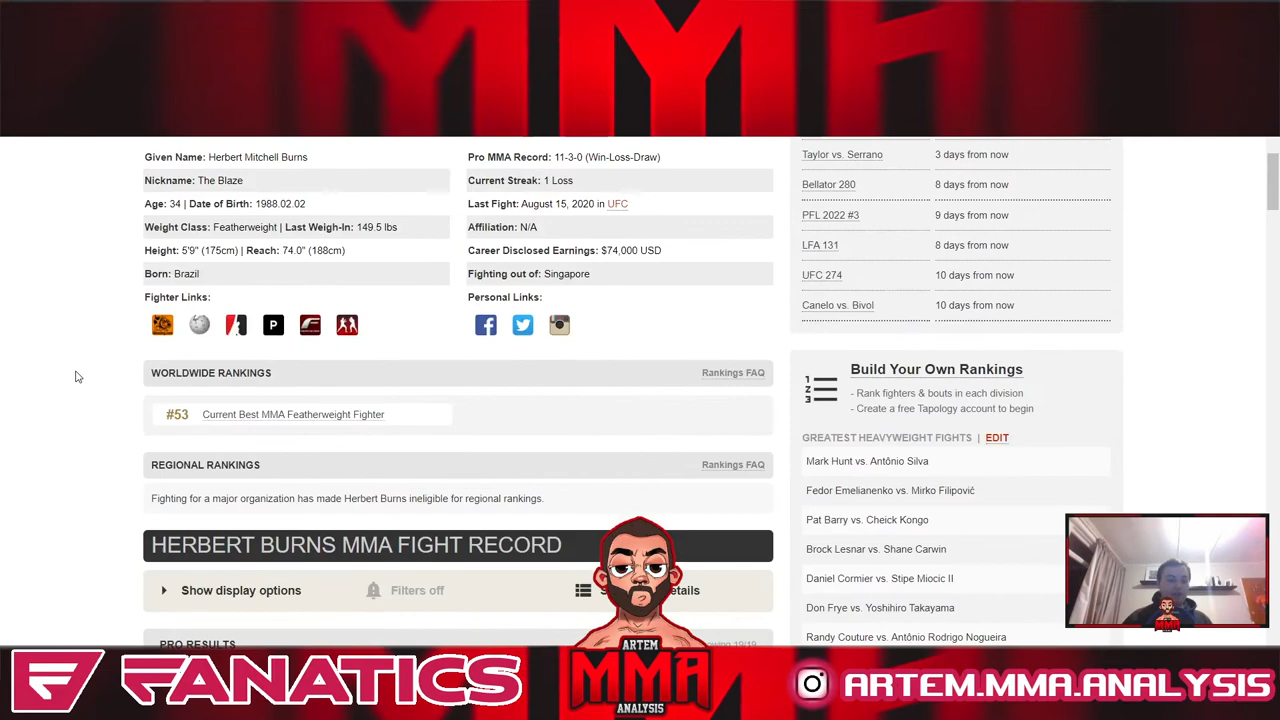 MMA
Given Name: Herbert Mitchell Burns
Nickname: The Blaze
Age: 34 | Date of Birth: 1988.02.02
Weight Class: Featherweight | Last Weigh-In: 149.5 lbs
Height: 5'9" (175cm) | Reach: 74.0" (188cm)
Born: Brazil
Fighter Links:
Pro MMA Record: 11-3-0 (Win-Loss-Draw)
Current Streak: 1 Loss
Last Fight: August 15, 2020 in UFC
Affiliation: N/A
Career Disclosed Earnings: $74,000 USD
Fighting out of: Singapore
Personal Links:
WORLDWIDE RANKINGS Rankings FAQ
#53 Current Best MMA Featherweight Fighter
REGIONAL RANKINGS Rankings FAQ
Fighting for a major organization has made Herbert Burns ineligible for regional rankings.
HERBERT BURNS MMA FIGHT RECORD
Show display options Filters off
PRO RESULTS
Taylor vs. Serrano 3 days from now
Bellator 280 8 days from now
PFL 2022 #3 9 days from now
LFA 131 8 days from now
UFC 274 10 days from now
Canelo vs. Bivol 10 days from now
Build Your Own Rankings
- Rank fighters & bouts in each division
- Create a free Tapology account to begin
GREATEST HEAVYWEIGHT FIGHTS | EDIT
Mark Hunt vs. Antônio Silva
Fedor Emelianenko vs. Mirko Filipović
Pat Barry vs. Cheick Kongo
Brock Lesnar vs. Shane Carwin
Daniel Cormier vs. Stipe Miocic II
Don Frye vs. Yoshihiro Takayama
Randy Couture vs. Antônio Rodrigo Nogueira
MMA
FANATICS
ARTEM
MMA
ANALYSIS
ARTEM.MMA.ANALYSIS